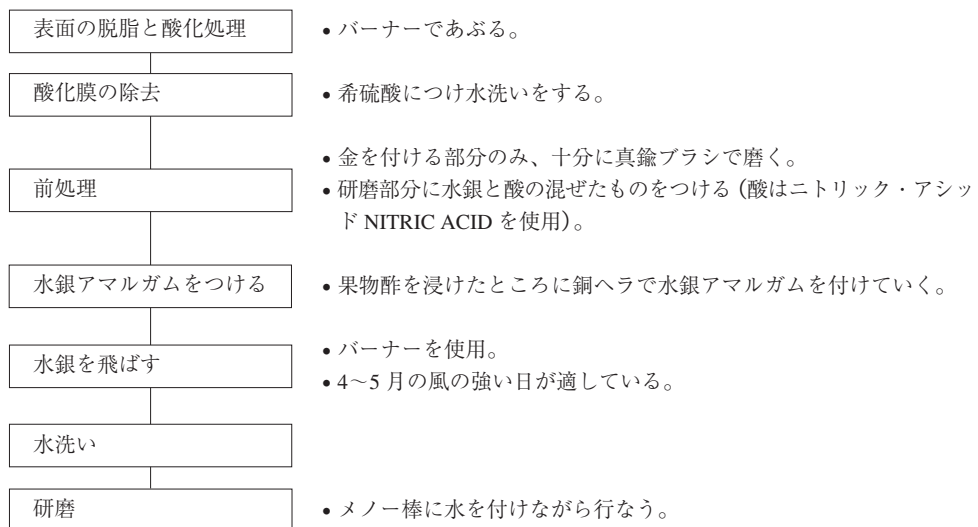 表面の脱脂と酸化処理
• バーナーであぶる。
酸化膜の除去
• 希硫酸につけ水洗いをする。
前処理
• 金を付ける部分のみ、十分に真鍮ブラシで磨く。
• 研磨部分に水銀と酸の混ぜたものをつける（酸はニトリック・アシッ
ド NITRIC ACID を使用）。
水銀アマルガムをつける
• 果物酢を浸けたところに銅ヘラで水銀アマルガムを付けていく。
水銀を飛ばす
• バーナーを使用。
• 4～5 月の風の強い日が適している。
水洗い
研磨
• メノー棒に水を付けながら行なう。